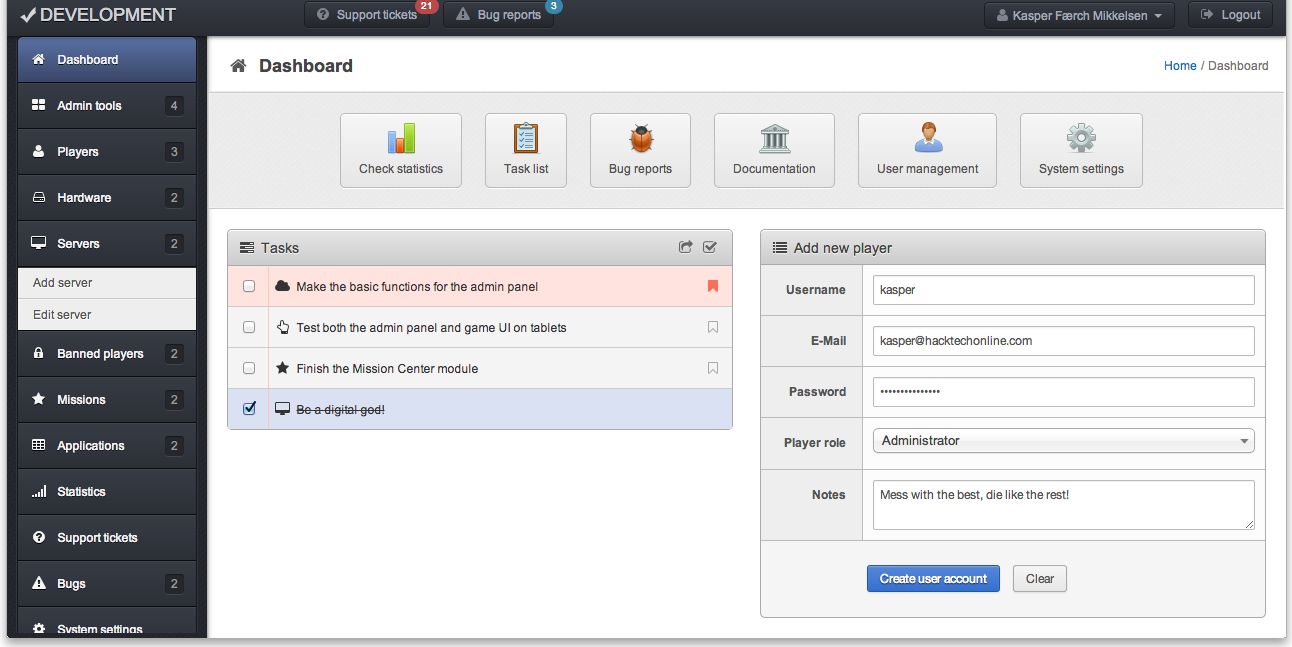 DEVELOPMENT
Support tickets 21
Bug reports 3
Kasper Færch Mikkelsen
Logout
Dashboard
Admin tools 4
Players 3
Hardware 2
Servers 2
Add server
Edit server
Banned players 2
Missions 2
Applications 2
Statistics
Support tickets
Bugs 2
System settings
Dashboard
Home / Dashboard
Check statistics
Task list
Bug reports
Documentation
User management
System settings
Tasks
Make the basic functions for the admin panel
Test both the admin panel and game UI on tablets
Finish the Mission Center module
Be a digital god!
Add new player
Username kasper
E-Mail kasper@hacktechonline.com
Password •••••••••••••••
Player role Administrator
Notes Mess with the best, die like the rest!
Create user account
Clear